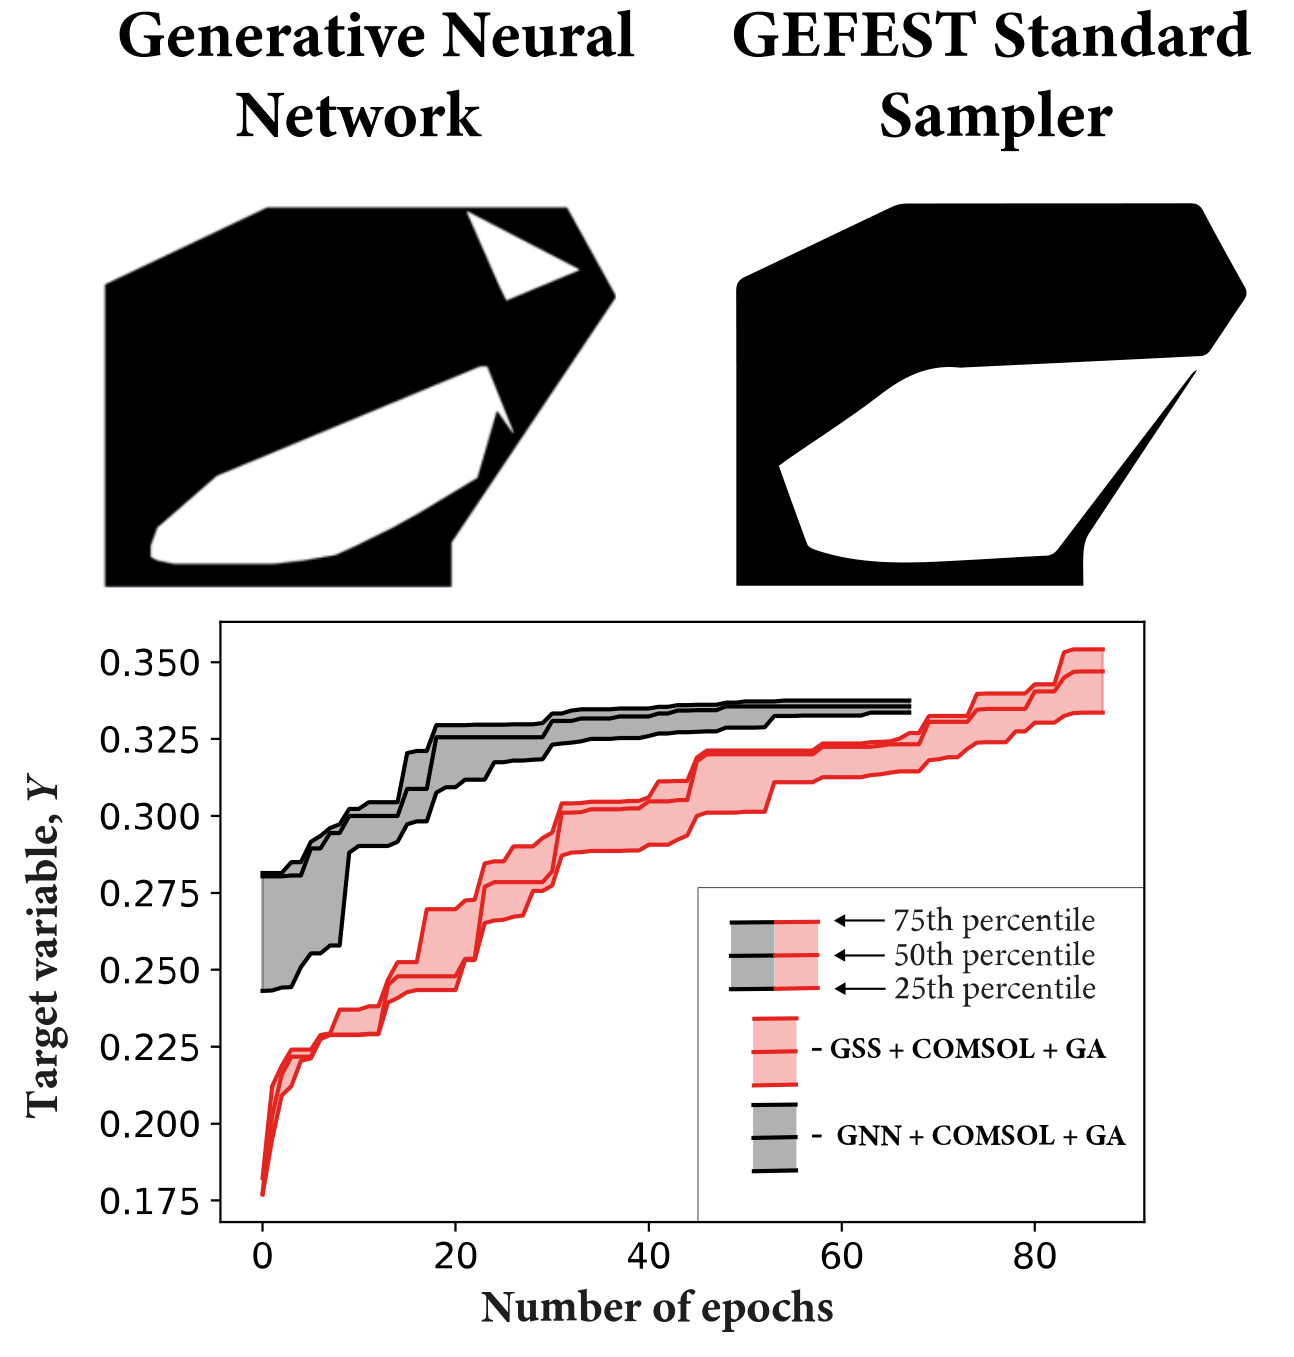 Generative Neural
Network
GEFEST Standard
Sampler
0.350
0.325
0.300
0.275
0.250
0.225
0.200
0.175
Target variable, Y
75th percentile
50th percentile
25th percentile
- GSS + COMSOL + GA
- GNN + COMSOL + GA
0 20 40 60 80
Number of epochs